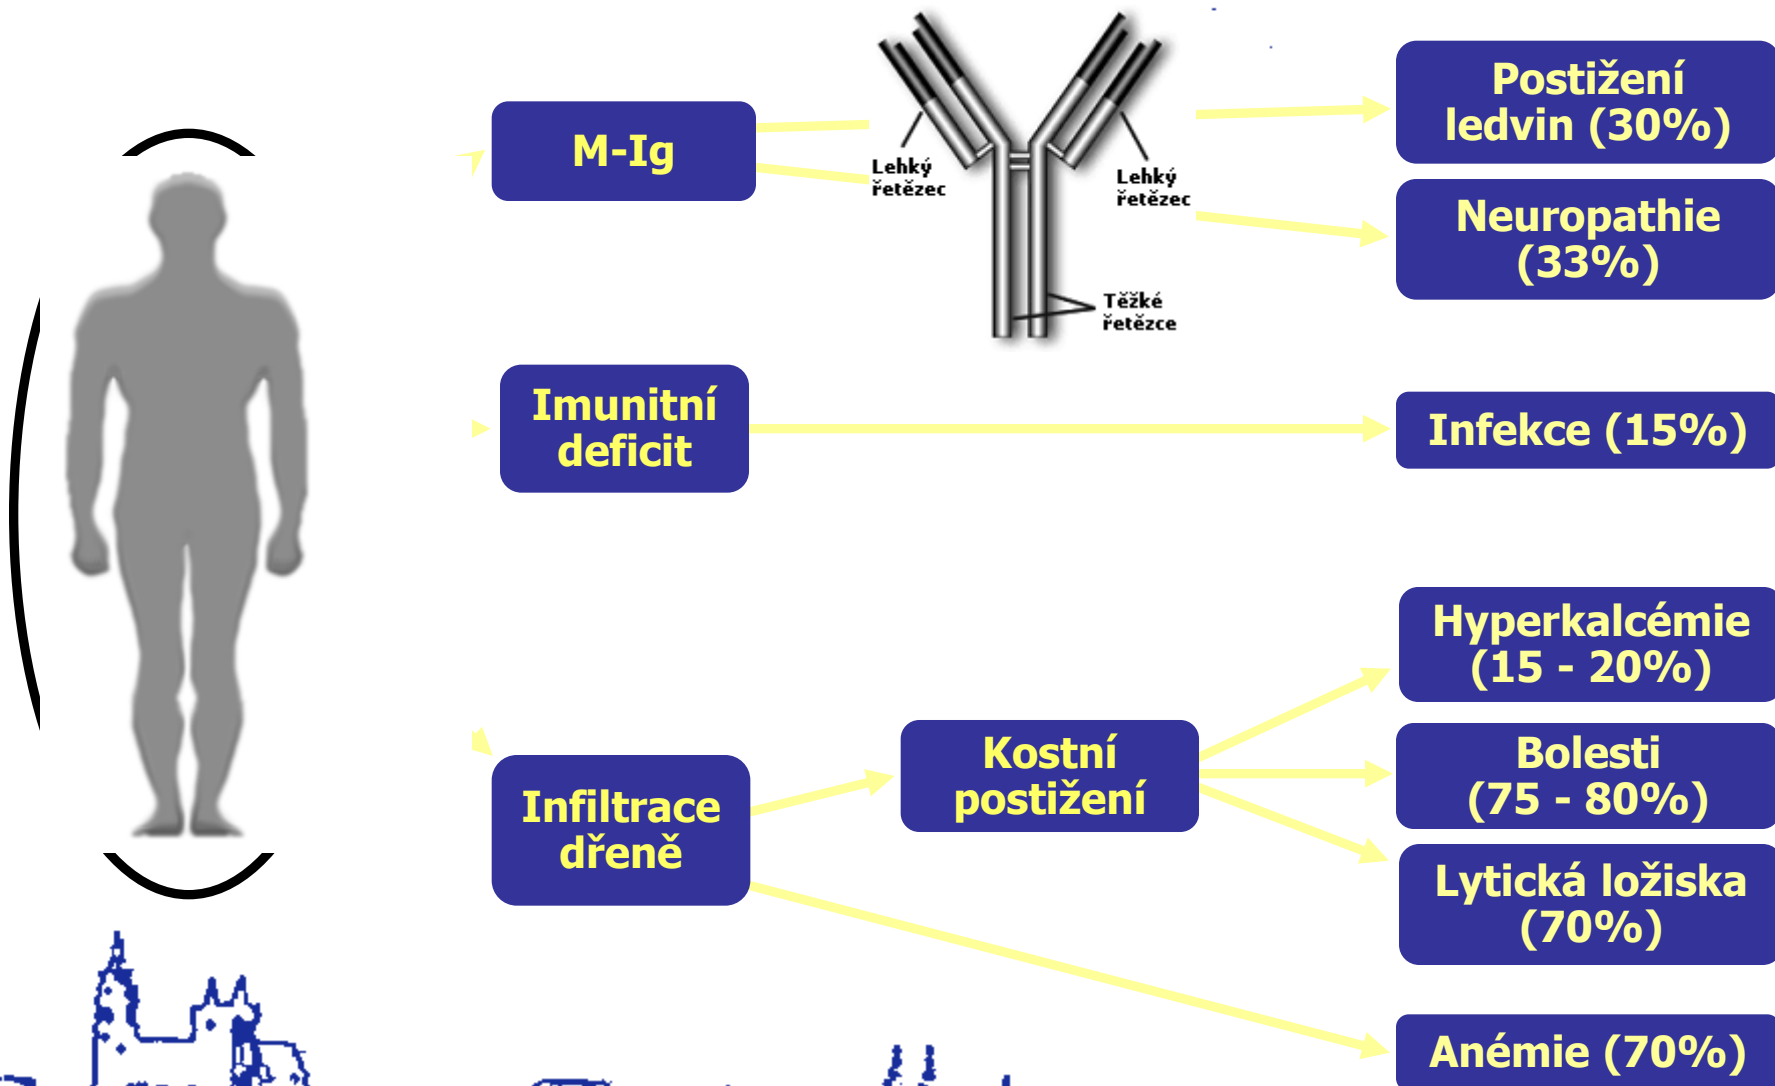 M-Ig
Lehký
řetězec
Lehký
řetězec
Těžké
řetězce
Postižení
ledvin (30%)
Neuropathie
(33%)
Imunitní
deficit
Infekce (15%)
Infiltrace
dřeně
Kostní
postižení
Hyperkalcémie
(15 - 20%)
Bolesti
(75 - 80%)
Lytická ložiska
(70%)
Anémie (70%)